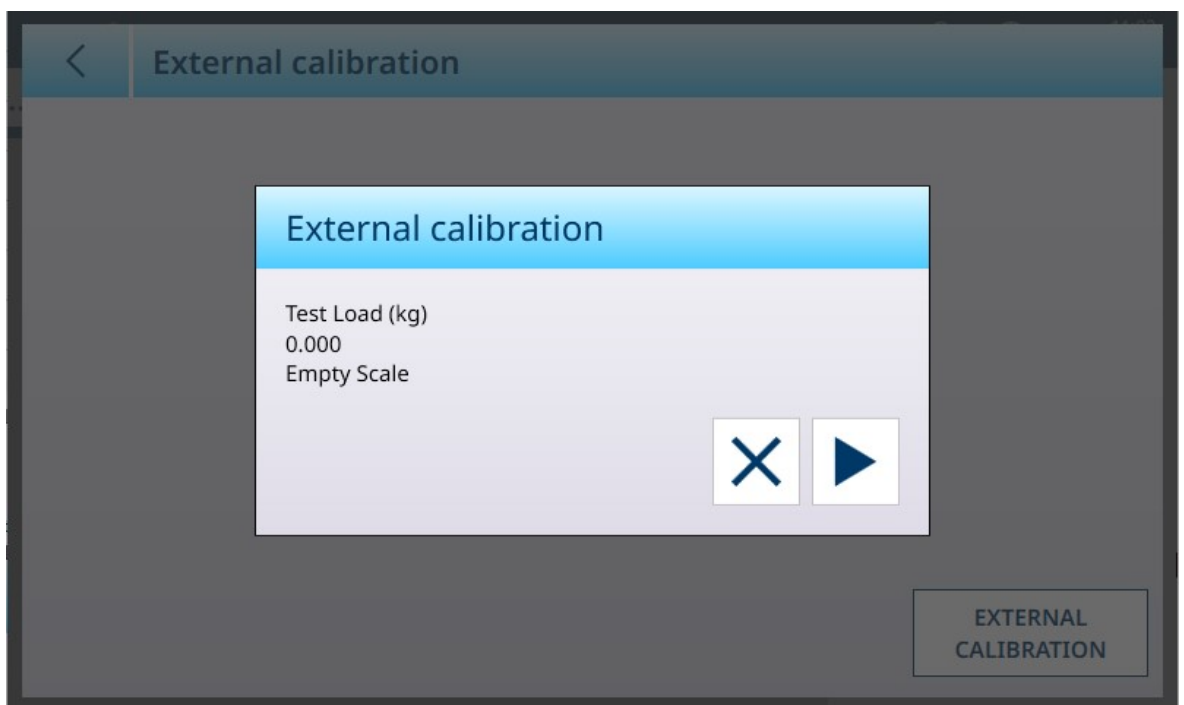 External calibration
External calibration
Test Load (kg)
0.000
Empty Scale
EXTERNAL
CALIBRATION